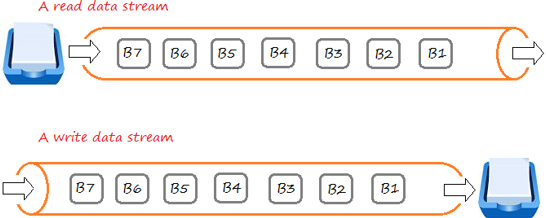 A read data stream
B7 B6 B5 B4 B3 B2 B1
A write data stream
B7 B6 B5 B4 B3 B2 B1